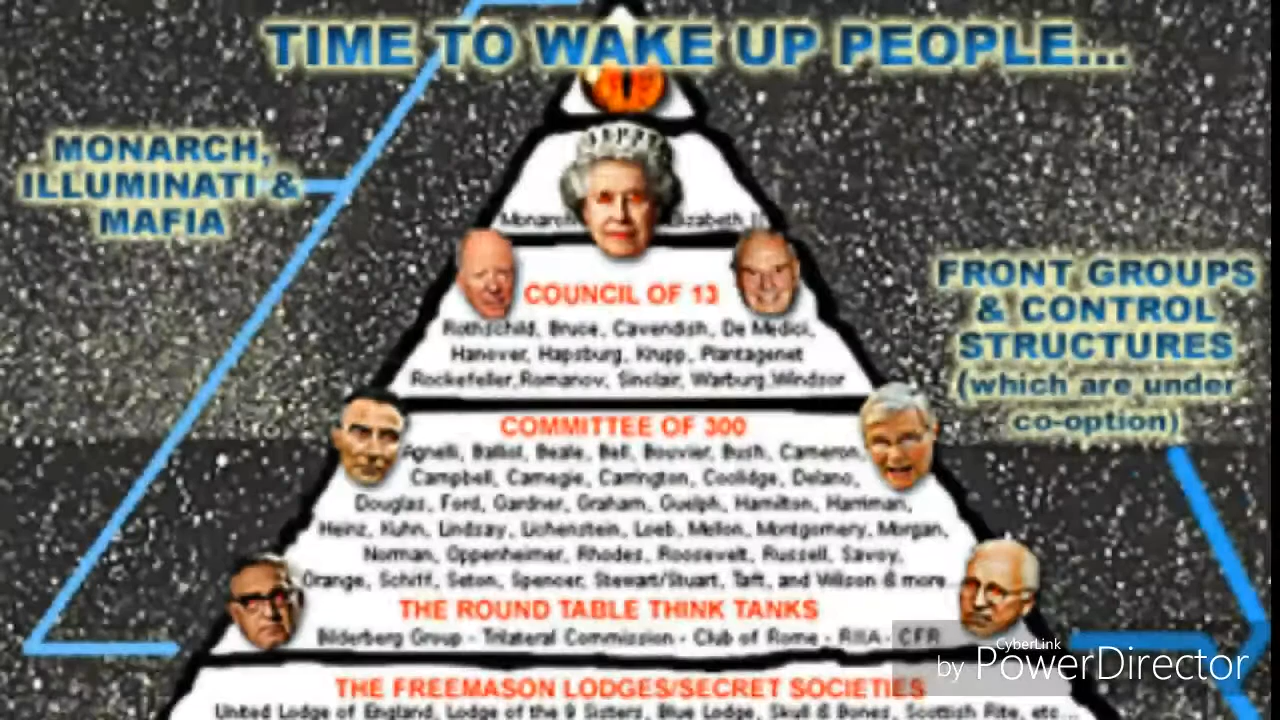 TIME TO WAKE UP PEOPLE...
MONARCH,
ILLUMINATI &
MAFIA
Monarch Elizabeth II
COUNCIL OF 13
Rothschild, Bruce, Cavendish, De Medici,
Hanover, Hapsburg, Krupp, Plantagenet
Rockefeller, Romanov, Sinclair, Warburg, Windsor
FRONT GROUPS
& CONTROL
STRUCTURES
(which are under
co-option)
COMMITTEE OF 300
Agnelli, Balliol, Beale, Bell, Bouvier, Bush, Cameron,
Campbell, Carnegie, Carrington, Coolidge, Delano,
Douglas, Ford, Gardner, Graham, Guelph, Hamilton, Harriman,
Heinz, Kuhn, Lindsay, Lichenstein, Loeb, Mellon, Montgomery, Morgan,
Norman, Oppenheimer, Rhodes, Roosevelt, Russell, Savoy,
Orange, Schiff, Seton, Spencer, Stewart/Stuart, Taft, and Wilson & more
THE ROUND TABLE THINK TANKS
Bilderberg Group - Trilateral Commission - Club of Rome - RIIA - CFR
THE FREEMASON LODGES/SECRET SOCIETIES
United Lodge of England, Lodge of the 9 Sisters, Blue Lodge, Skull & Bones, Scottish Rite, etc...
CyberLink
by PowerDirector